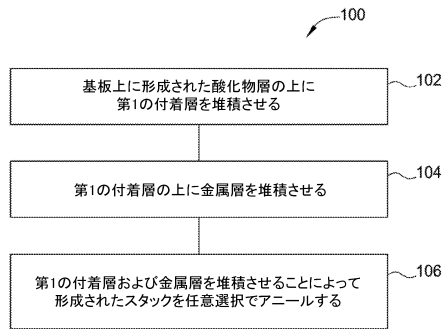 100
基板上に形成された酸化物層の上に
第1の付着層を堆積させる
102
第1の付着層の上に金属層を堆積させる
104
第1の付着層および金属層を堆積させることによって
形成されたスタックを任意選択でアニールする
106